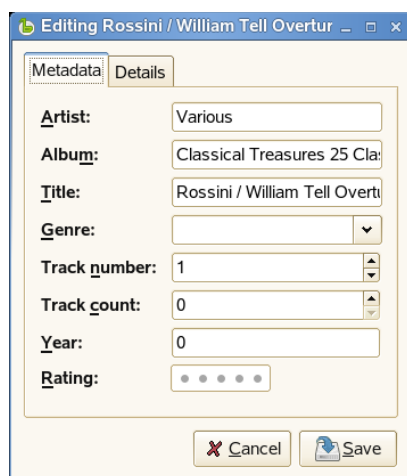 Editing Rossini / William Tell Overtur
Metadata Details
Artist: Various
Album: Classical Treasures 25 Cla
Title: Rossini / William Tell Overtu
Genre:
Track number: 1
Track count: 0
Year: 0
Rating:
Cancel Save